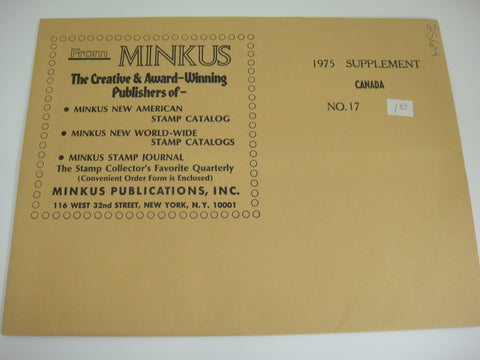 From MINKUS
The Creative & Award-Winning
Publishers of-
• MINKUS NEW AMERICAN
STAMP CATALOG
• MINKUS NEW WORLD-WIDE
STAMP CATALOGS
• MINKUS STAMP JOURNAL
The Stamp Collector's Favorite Quarterly
(Convenient Order Form is Enclosed)
MINKUS PUBLICATIONS, INC.
116 WEST 32nd STREET, NEW YORK, N.Y. 10001
1975 SUPPLEMENT
CANADA
NO.17